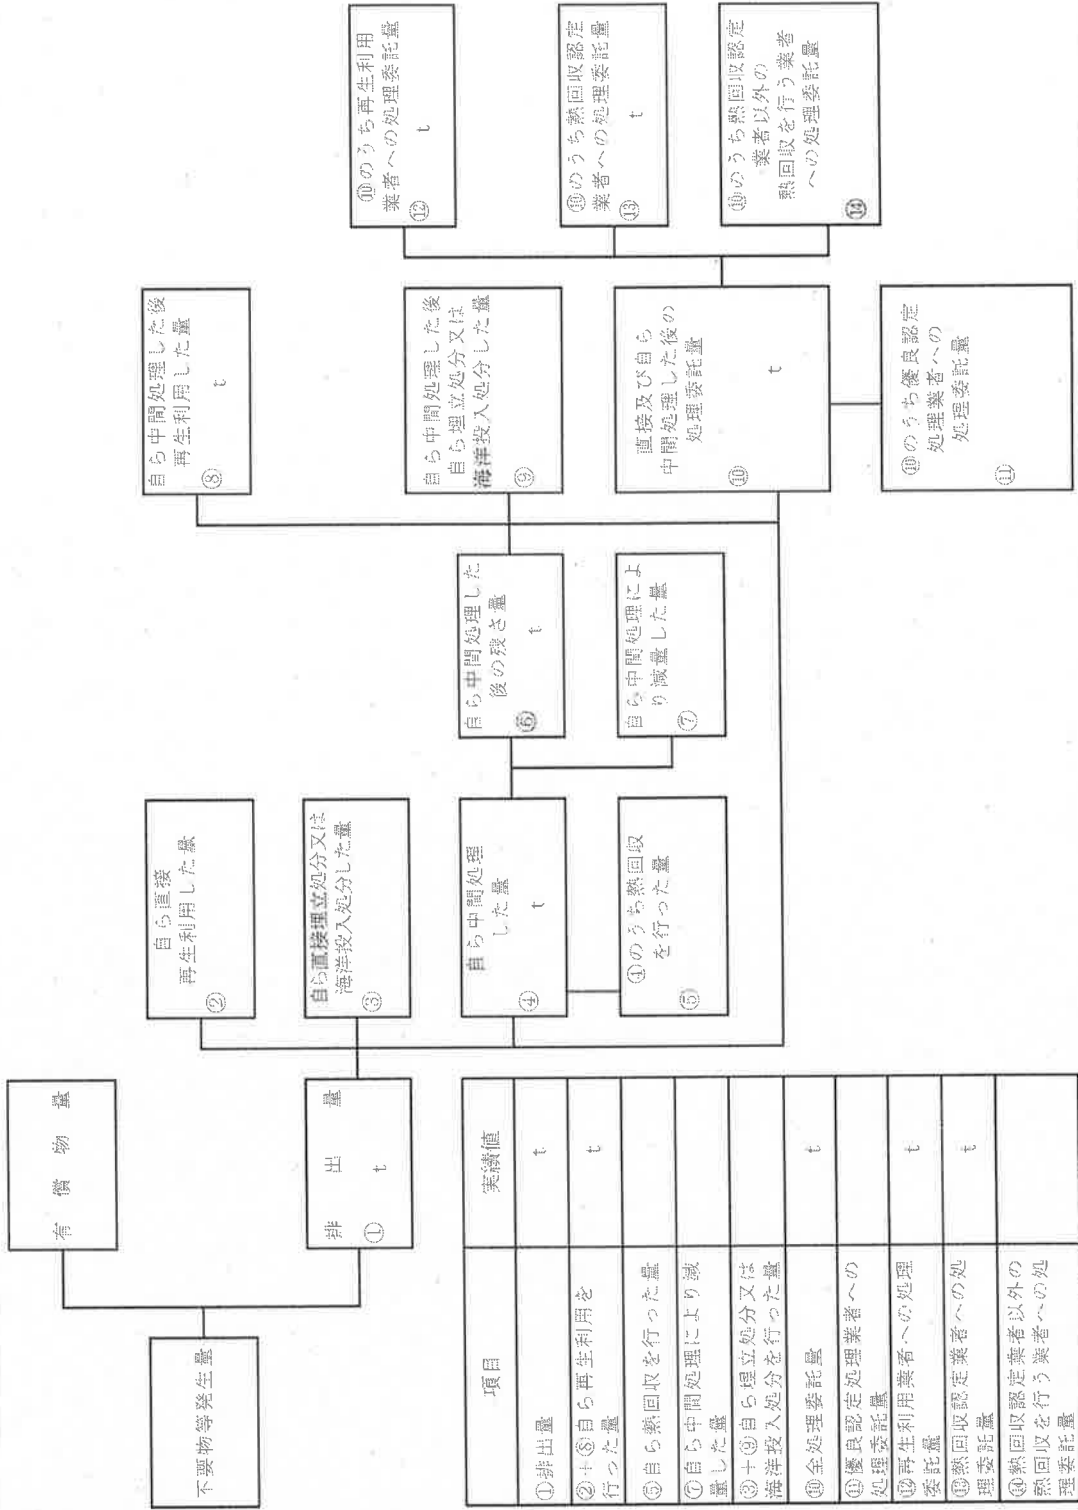 不要物等発生量
有償物量
排出量
①
t
自ら直接
再生利用した量
②
自ら直接埋立処分又は
海洋投入処分した量
③
自ら中間処理
した量
④
t
④のうち熱回収
を行った量
⑤
自ら中間処理した
後の残さ量
⑥
t
自ら中間処理によ
り減量した量
⑦
自ら中間処理した後
再生利用した量
⑧
t
自ら中間処理した後
自ら埋立処分又は
海洋投入処分した量
⑨
直接及び自ら
中間処理した後の
処理委託量
⑩
t
⑩のうち優良認定
処理業者への
処理委託量
⑪
⑩のうち再生利用
業者への処理委託量
⑫
t
⑩のうち熱回収認定
業者への処理委託量
⑬
t
⑩のうち熱回収認定
業者以外の
熱回収を行う業者
への処理委託量
⑭
項目 実績値
①排出量 t
②+⑧自ら再生利用を
行った量 t
⑤自ら熱回収を行った量
⑦自ら中間処理により減
量した量
③+⑨自ら埋立処分又は
海洋投入処分を行った量
⑩全処理委託量 t
⑪優良認定処理業者への
処理委託量
⑫再生利用業者への処理
委託量 t
⑬熱回収認定業者への処
理委託量 t
⑭熱回収認定業者以外の
熱回収を行う業者への処
理委託量